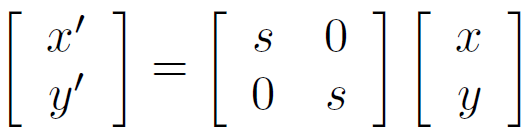 [x′] = [s 0] [x]
[y′]   [0 s] [y]